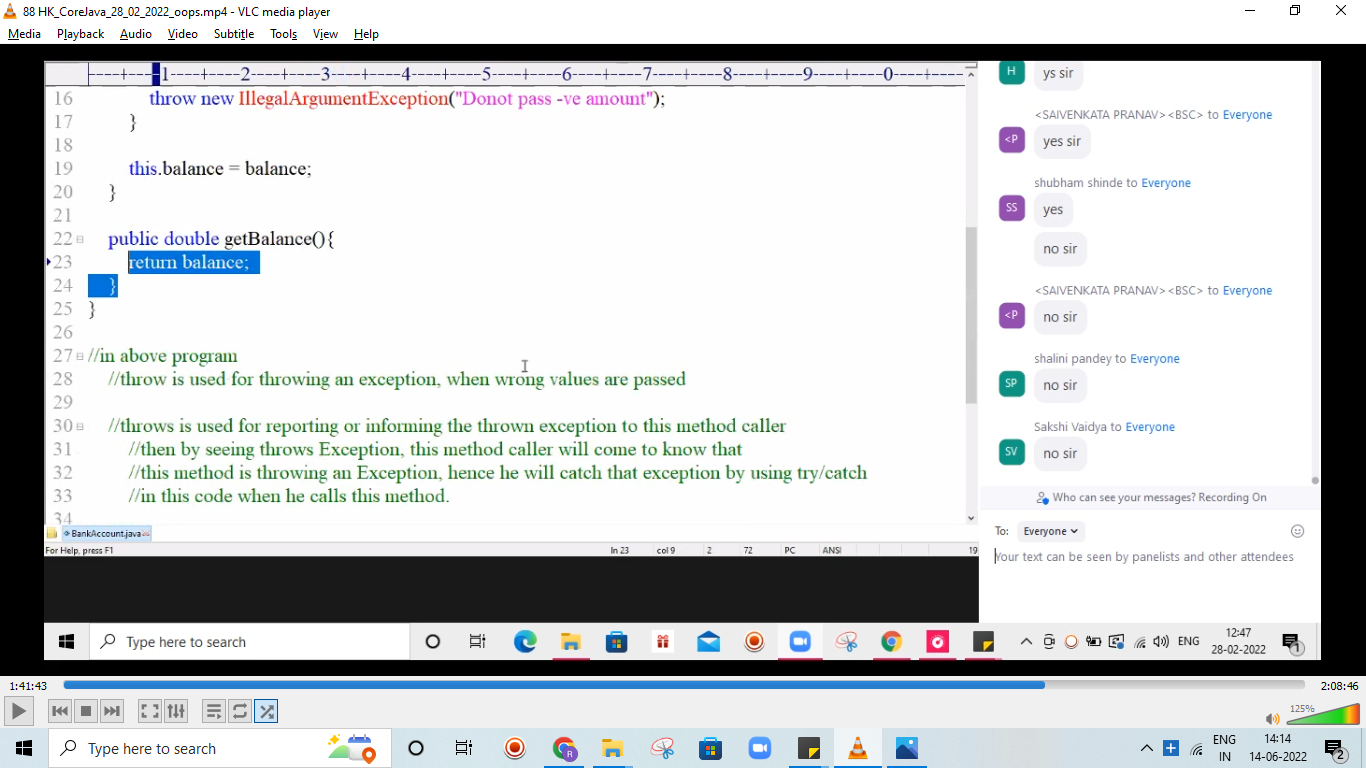 88 HK_CoreJava_28_02_2022_oops.mp4 - VLC media player
Media Playback Audio Video Subtitle Tools View Help
----+----1----+----2----+----3----+----4----+----5----+----6----+----7----+----8----+----9----+----0----+----
16 throw new IllegalArgumentException("Donot pass -ve amount");
17 }
18
19 this.balance = balance;
20 }
21
22 public double getBalance(){
23 return balance;
24 }
25 }
26
27 //in above program
28 //throw is used for throwing an exception, when wrong values are passed
29
30 //throws is used for reporting or informing the thrown exception to this method caller
31 //then by seeing throws Exception, this method caller will come to know that
32 //this method is throwing an Exception, hence he will catch that exception by using try/catch
33 //in this code when he calls this method.
34
BankAccount.java
For Help, press F1 ln 23 col 9 2 72 PC ANSI 19
H ys sir
<SAIVENKATA PRANAV><BSC> to Everyone
<P yes sir
shubham shinde to Everyone
SS yes
no sir
<SAIVENKATA PRANAV><BSC> to Everyone
<P no sir
shalini pandey to Everyone
SP no sir
Sakshi Vaidya to Everyone
SV no sir
Who can see your messages? Recording On
To: Everyone
Your text can be seen by panelists and other attendees
Type here to search ENG 12:47
28-02-2022 1
1:41:43 2:08:46
125%
Type here to search R ENG 14:14
IN 14-06-2022 2